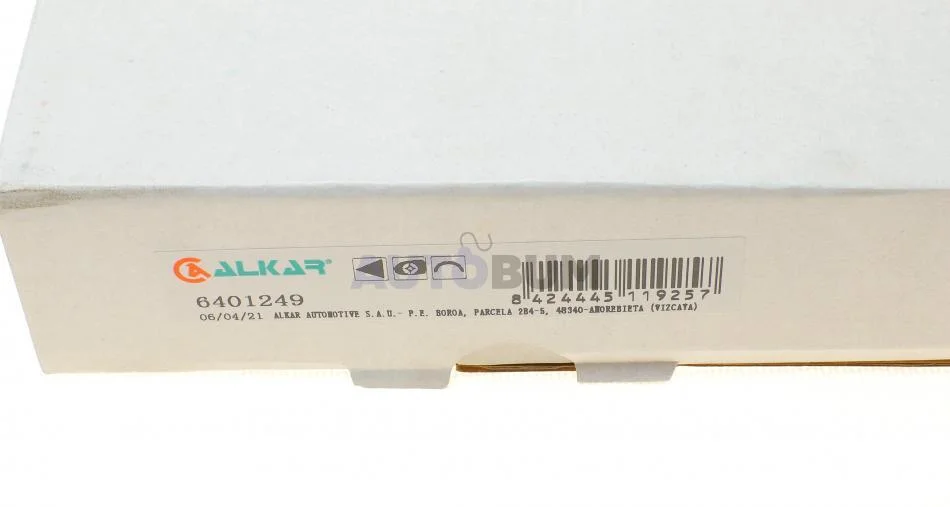 ALKAR®
AUTOBUM
6401249
8 424445 119257
06/04/21 ALKAR AUTOMOTIVE S.A.U.- P.E. BOROA, PARCELA 2B4-5, 48340-AMOREBIETA (VIZCAYA)